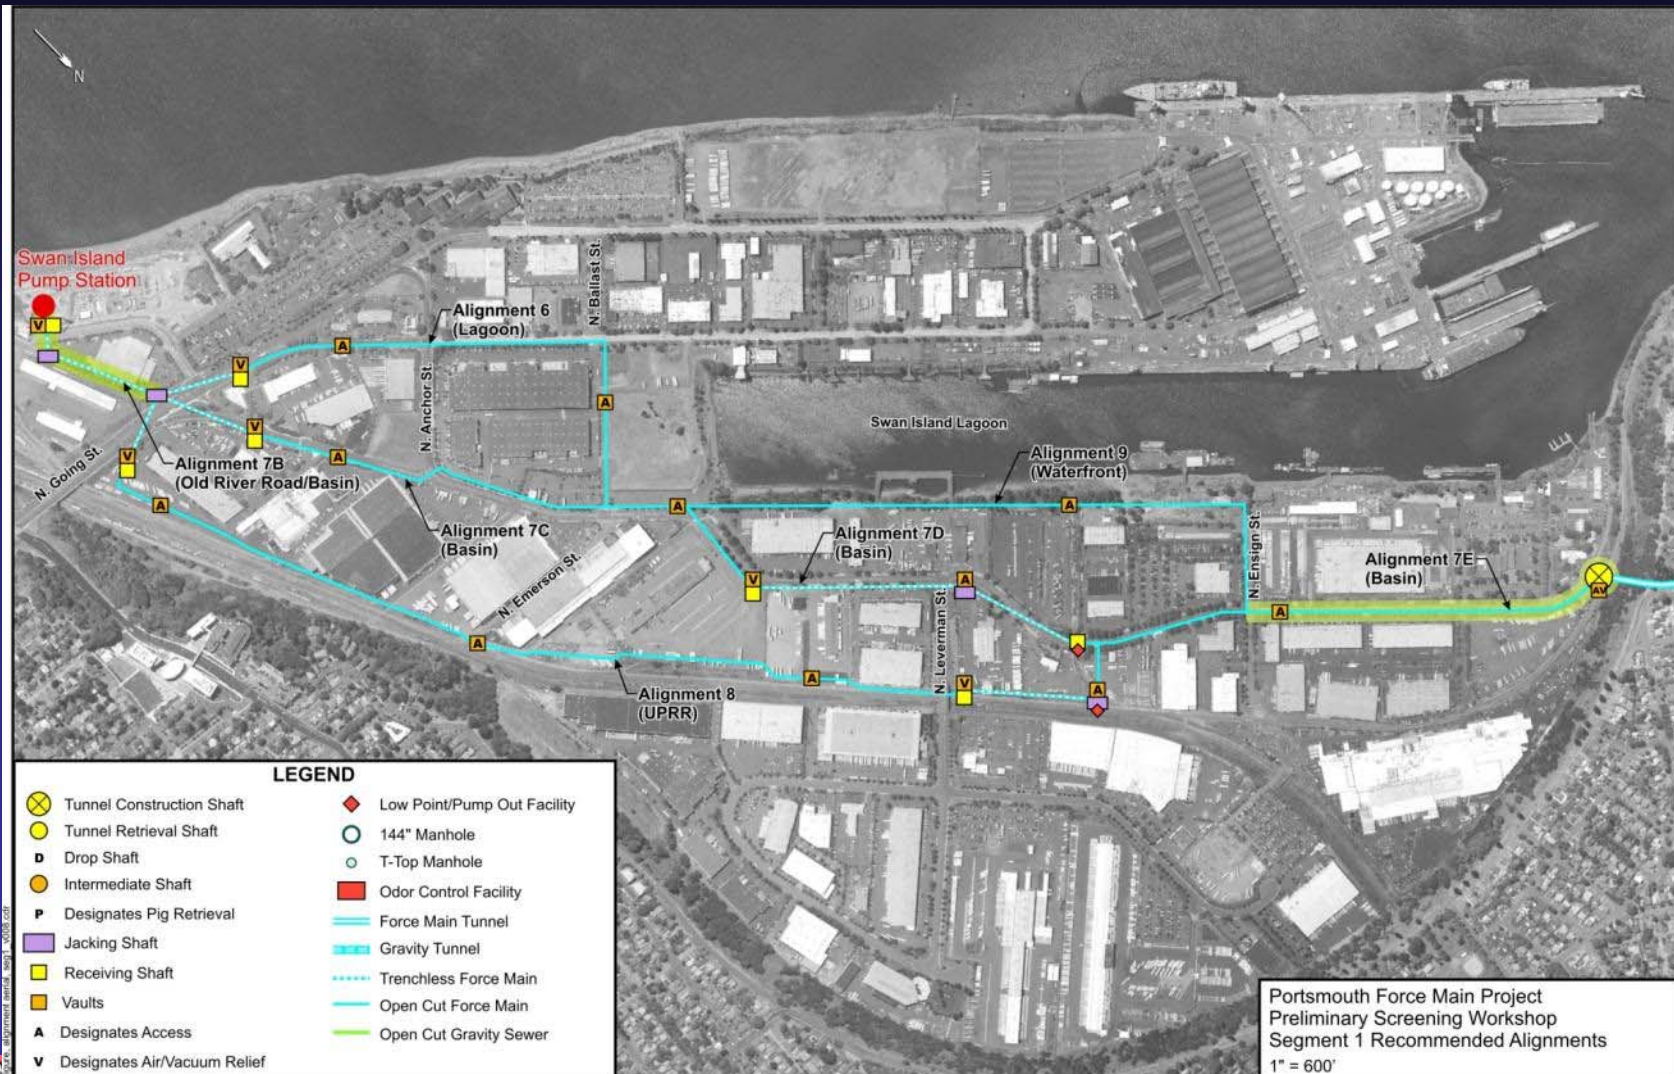 N
Swan Island
Pump Station
V
Alignment 6
(Lagoon)
N. Ballast St.
A
V
N. Anchor St.
A
Swan Island Lagoon
V
A
Alignment 7B
(Old River Road/Basin)
N. Going St.
V
A
Alignment 7C
(Basin)
A
Alignment 9
(Waterfront)
A
Alignment 7D
(Basin)
N. Emerson St.
V
A
N. Leverman St.
N. Ensign St.
Alignment 7E
(Basin)
A
AV
A
Alignment 8
(UPRR)
A
V
A
LEGEND
Tunnel Construction Shaft
Tunnel Retrieval Shaft
D Drop Shaft
Intermediate Shaft
P Designates Pig Retrieval
Jacking Shaft
Receiving Shaft
Vaults
A Designates Access
V Designates Air/Vacuum Relief
Low Point/Pump Out Facility
144" Manhole
T-Top Manhole
Odor Control Facility
Force Main Tunnel
Gravity Tunnel
Trenchless Force Main
Open Cut Force Main
Open Cut Gravity Sewer
Portsmouth Force Main Project
Preliminary Screening Workshop
Segment 1 Recommended Alignments
1" = 600'